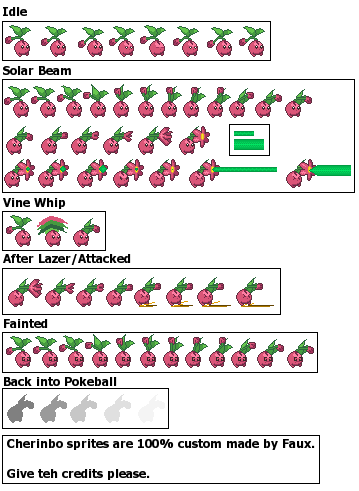 Idle
Solar Beam
Vine Whip
After Lazer/Attacked
Fainted
Back into Pokeball
Cherinbo sprites are 100% custom made by Faux.
Give teh credits please.